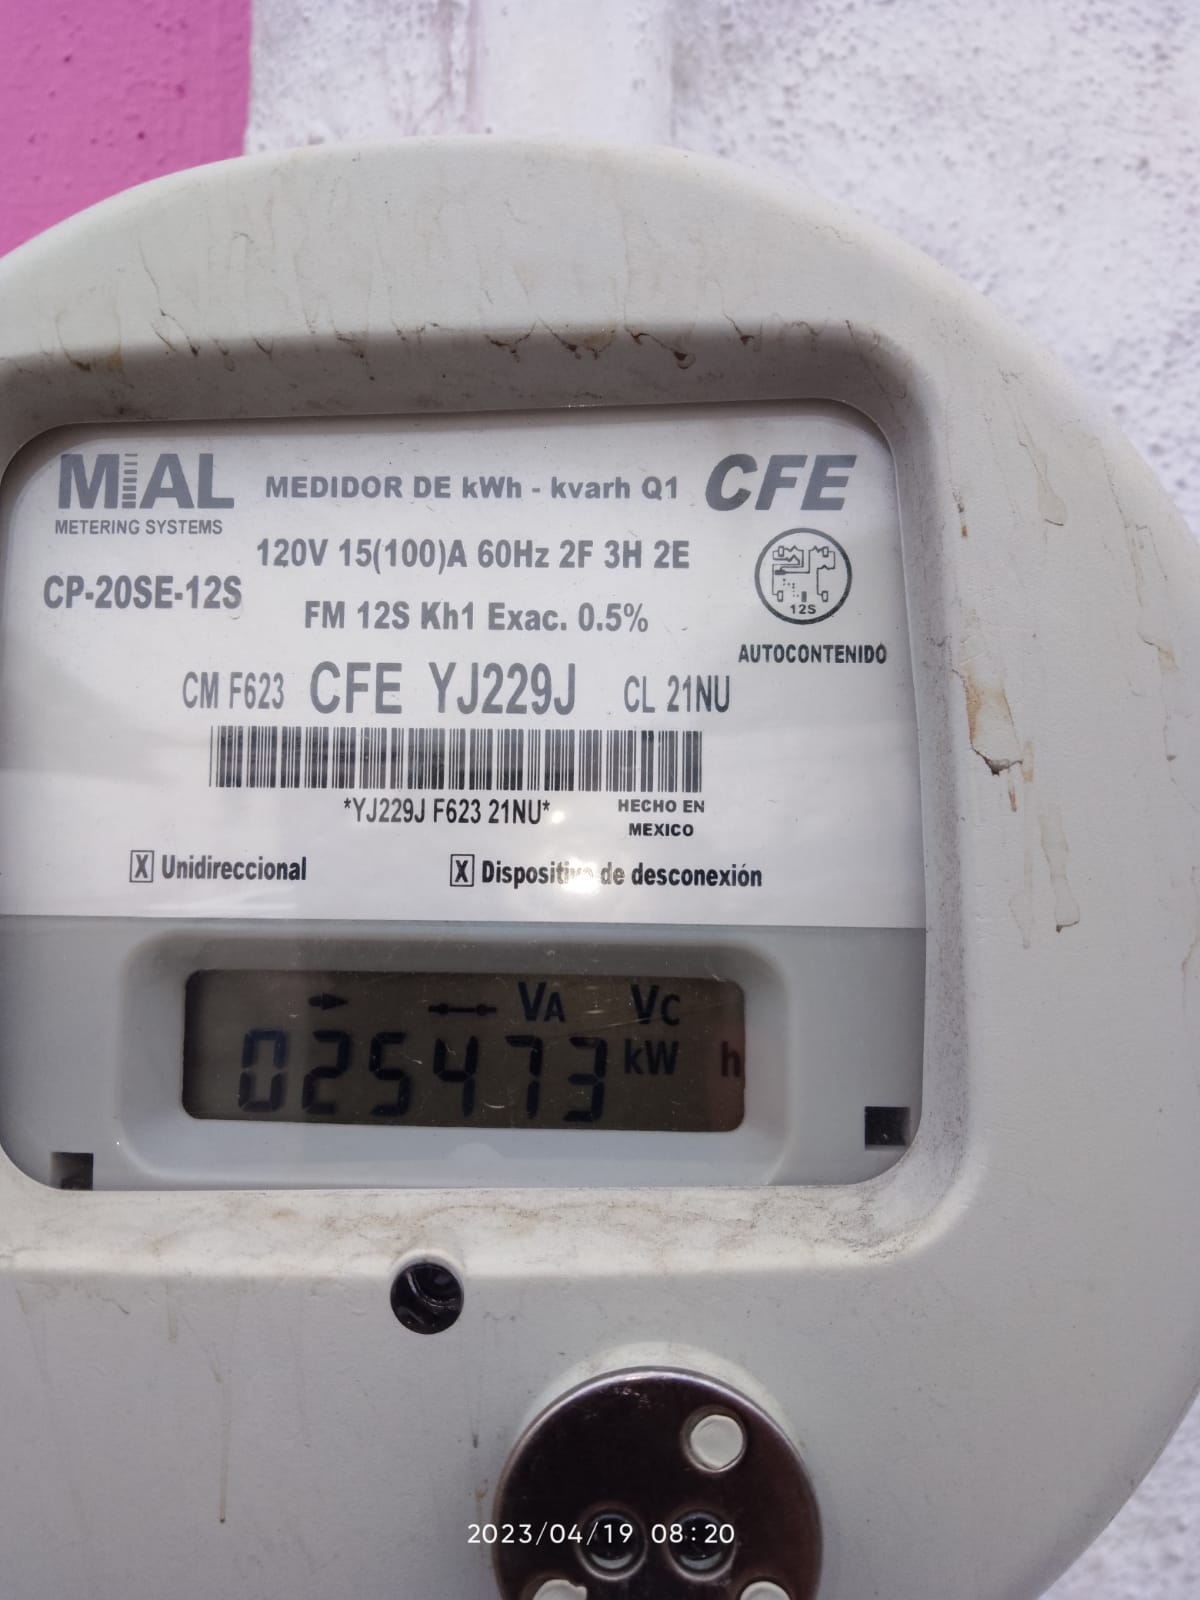 MIAL
METERING SYSTEMS
MEDIDOR DE kWh - kvarh Q1
CFE
120V 15(100)A 60Hz 2F 3H 2E
CP-20SE-12S
FM 12S Kh1 Exac. 0.5%
12S
AUTOCONTENIDO
CM F623 CFE YJ229J CL 21NU
*YJ229J F623 21NU*
HECHO EN
MEXICO
X Unidireccional
X Dispositivo de desconexión
VA VC
025473 kW h
2023/04/19 08:20